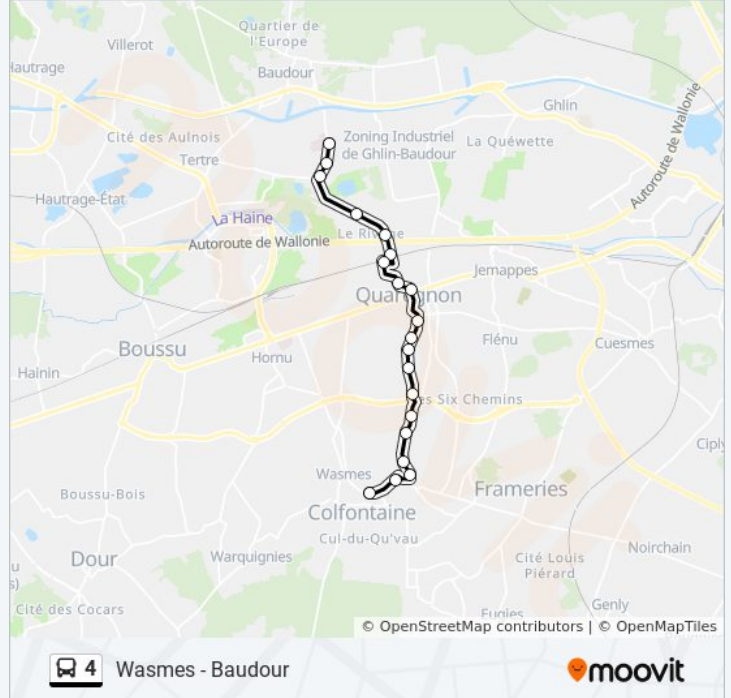 Quartier de
l'Europe
Villerot
Hautrage
Baudour
Ghlin
Cité des Aulnois
Zoning Industriel
de Ghlin-Baudour
La Quéwette
Tertre
Autoroute de Wallonie
Hautrage-État
La Haine
Autoroute de Wallonie
Le Riv
Jemappes
Quaregnon
Boussu
Flénu
Cuesmes
Hornu
Hainin
es Six Chemins
Ciply
Wasmes
Frameries
Boussu-Bois
Colfontaine
Cul-du-Qu'vau
Noirchain
Dour
Warquignies
Cité Louis
Piérard
s)
Cité des Cocars
Eugies
Genly
© OpenStreetMap contributors | © OpenMapTiles
4 Wasmes - Baudour
moovit